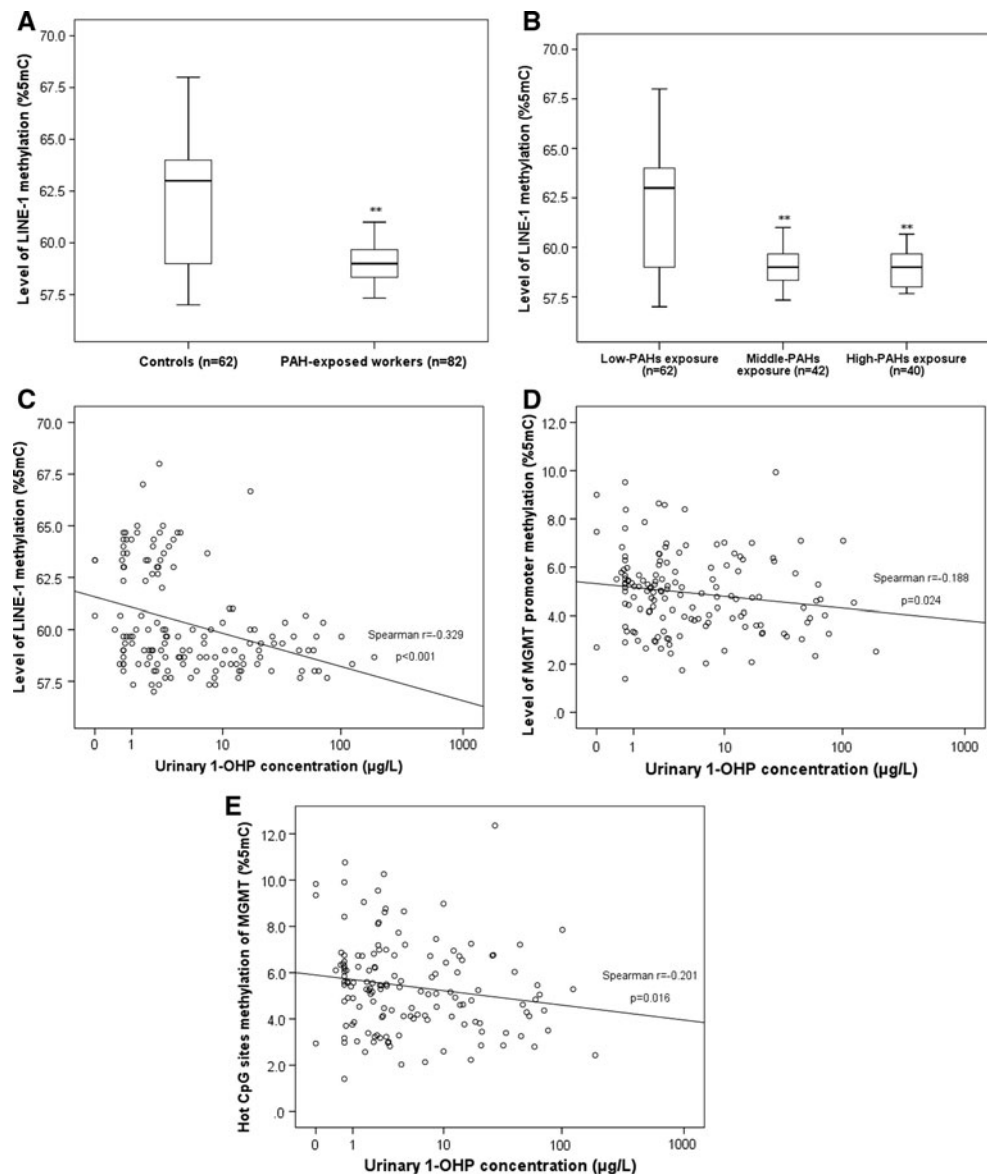 A
Level of LINE-1 methylation (%5mC)
70.0
67.5
65.0
62.5
60.0
57.5
**
Controls (n=62)
PAH-exposed workers (n=82)
B
Level of LINE-1 methylation (%5mC)
70.0
67.5
65.0
62.5
60.0
57.5
**
**
Low-PAHs exposure
(n=62)
Middle-PAHs
exposure (n=42)
High-PAHs exposure
(n=40)
C
Level of LINE-1 methylation (%5mC)
70.0
67.5
65.0
62.5
60.0
57.5
Spearman r=-0.329
p<0.001
0 1 10 100 1000
Urinary 1-OHP concentration (μg/L)
D
Level of MGMT promoter methylation (%5mC)
12.0
10.0
8.0
6.0
4.0
2.0
.0
Spearman r=-0.188
p=0.024
0 1 10 100 1000
Urinary 1-OHP concentration (μg/L)
E
Hot CpG sites methylation of MGMT (%5mC)
12.0
10.0
8.0
6.0
4.0
2.0
.0
Spearman r=-0.201
p=0.016
0 1 10 100 1000
Urinary 1-OHP concentration (μg/L)